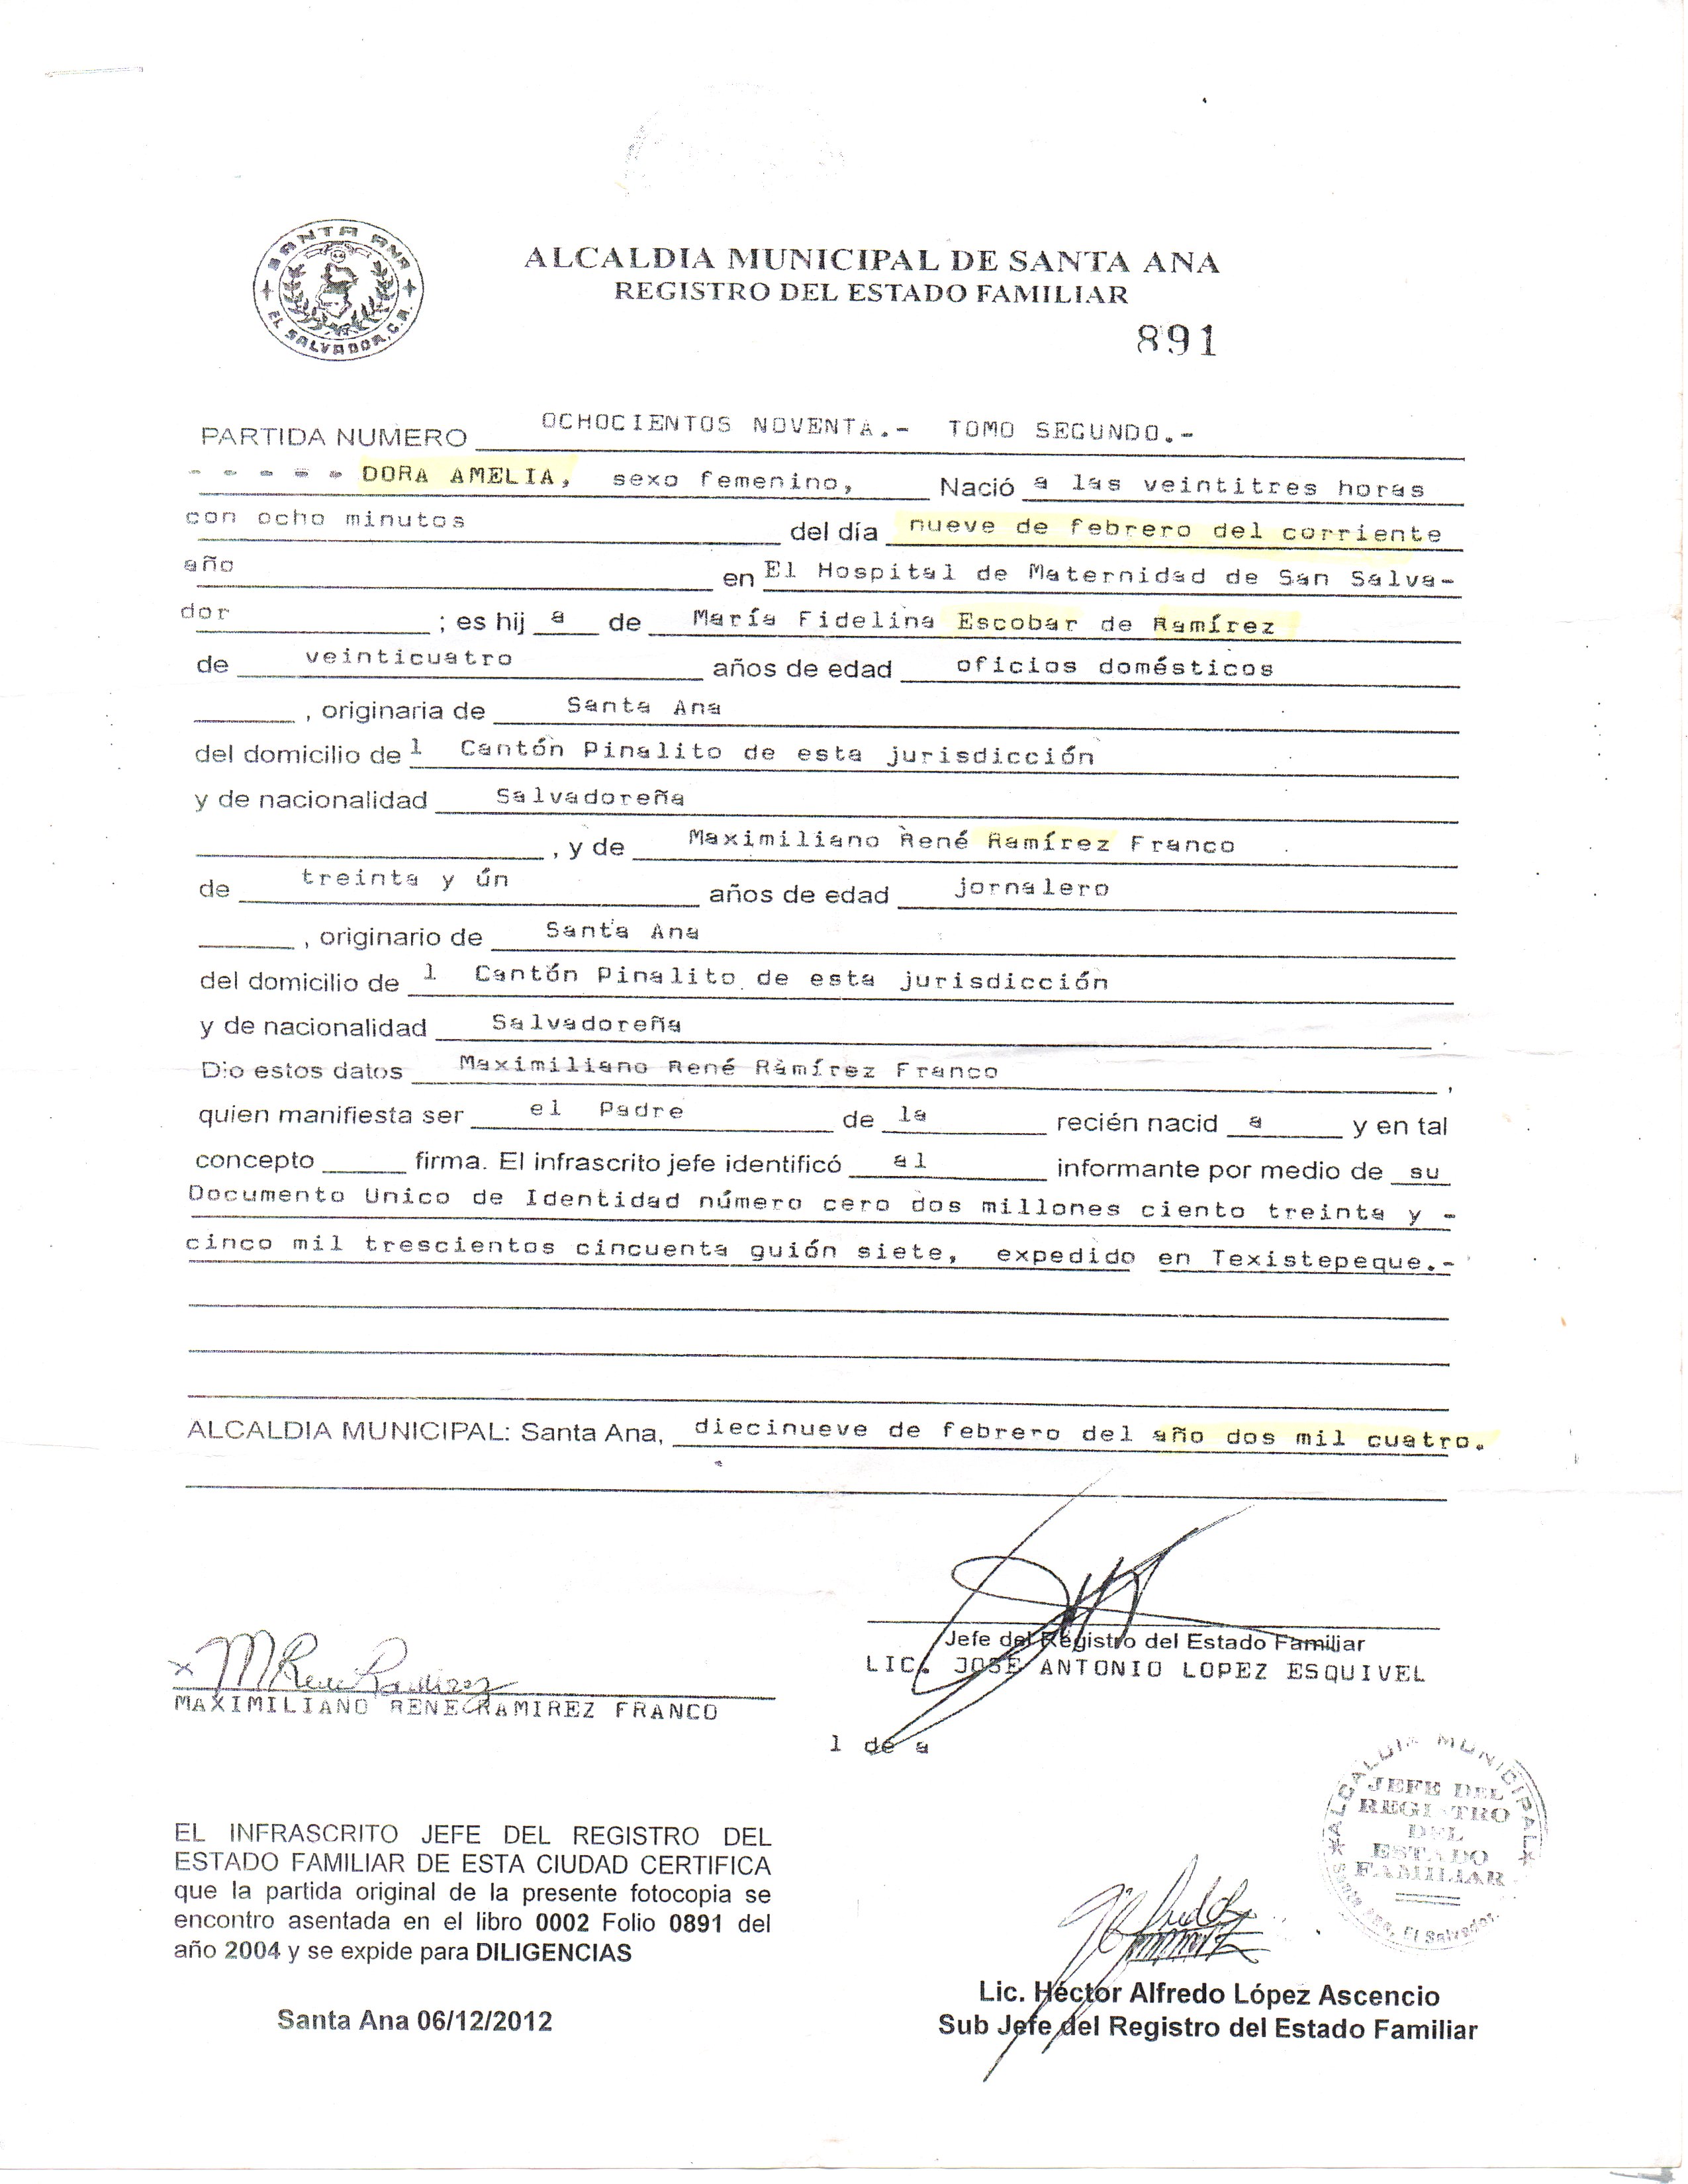 SANTA ANA
EL SALVADOR, C.A.
ALCALDIA MUNICIPAL DE SANTA ANA
REGISTRO DEL ESTADO FAMILIAR
891
PARTIDA NUMERO OCHOCIENTOS NOVENTA.- TOMO SEGUNDO.-
- - - - - DORA AMELIA, sexo femenino, Nació a las veintitres horas
con ocho minutos del día nueve de febrero del corriente
año en El Hospital de Maternidad de San Salva-
dor ; es hij a de María Fidelina Escobar de Ramírez
de veinticuatro años de edad oficios domésticos
, originaria de Santa Ana
del domicilio de l Cantón Pinalito de esta jurisdicción
y de nacionalidad Salvadoreña
, y de Maximiliano René Ramírez Franco
de treinta y ún años de edad jornalero
, originario de Santa Ana
del domicilio de l Cantón Pinalito de esta jurisdicción
y de nacionalidad Salvadoreña
Dio estos datos Maximiliano René Ramírez Franco ,
quien manifiesta ser el Padre de la recién nacid a y en tal
concepto firma. El infrascrito jefe identificó al informante por medio de su
Documento Unico de Identidad número cero dos millones ciento treinta y -
cinco mil trescientos cincuenta guión siete, expedido en Texistepeque.-
ALCALDIA MUNICIPAL: Santa Ana, diecinueve de febrero del año dos mil cuatro.
Jefe del Registro del Estado Familiar
LIC. JOSE ANTONIO LOPEZ ESQUIVEL
x M Rene Ramirez
MAXIMILIANO RENE RAMIREZ FRANCO
l de a
ALCALDIA MUNICIPAL
JEFE DEL
REGISTRO
DEL
ESTADO
FAMILIAR
Santa Ana, El Salvador.
EL INFRASCRITO JEFE DEL REGISTRO DEL
ESTADO FAMILIAR DE ESTA CIUDAD CERTIFICA
que la partida original de la presente fotocopia se
encontro asentada en el libro 0002 Folio 0891 del
año 2004 y se expide para DILIGENCIAS
Santa Ana 06/12/2012
Lic. Héctor Alfredo López Ascencio
Sub Jefe del Registro del Estado Familiar